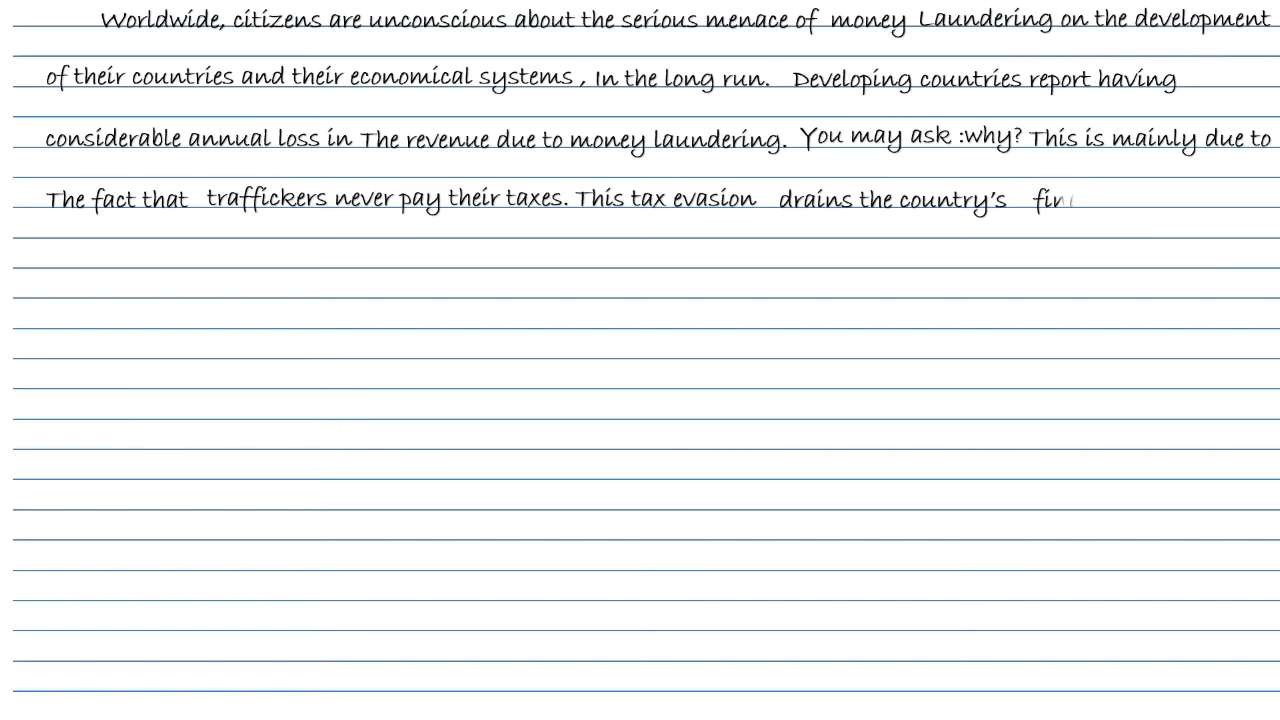 Worldwide, citizens are unconscious about the serious menace of money Laundering on the development
of their countries and their economical systems , In the long run. Developing countries report having
considerable annual loss in The revenue due to money laundering. You may ask :why? This is mainly due to
The fact that traffickers never pay their taxes. This tax evasion drains the country's